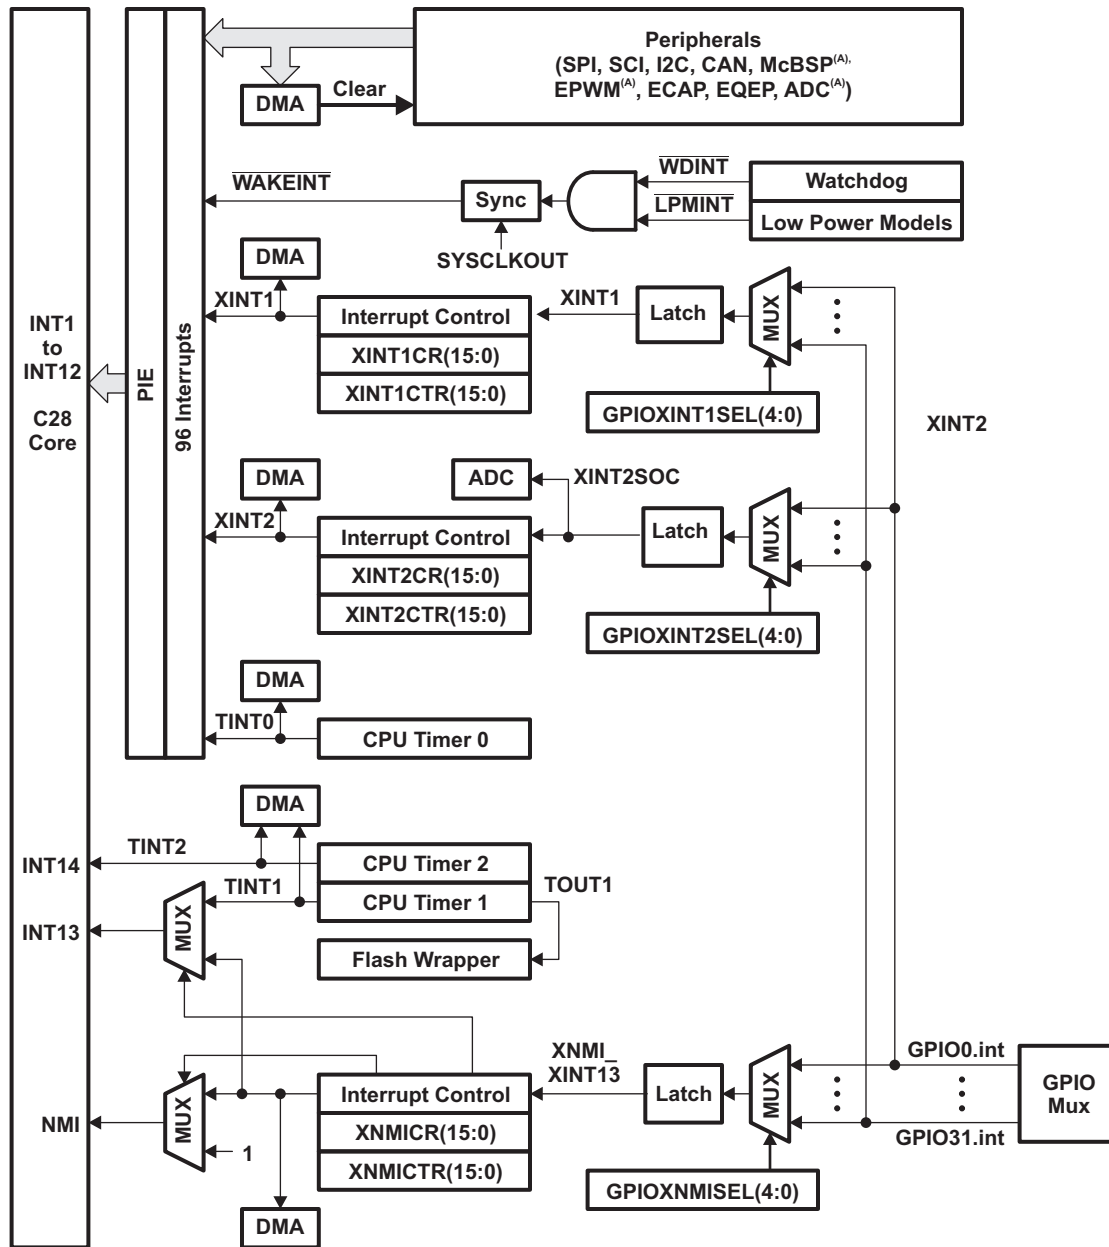 Peripherals
(SPI, SCI, I2C, CAN, McBSP(A),
EPWM(A), ECAP, EQEP, ADC(A))
DMA
Clear
WAKEINT
Sync
SYSCLKOUT
WDINT
LPMINT
Watchdog
Low Power Models
DMA
XINT1
Interrupt Control
XINT1CR(15:0)
XINT1CTR(15:0)
XINT1
Latch
MUX
GPIOXINT1SEL(4:0)
INT1
to
INT12
C28
Core
PIE
96 Interrupts
XINT2
DMA
XINT2
Interrupt Control
XINT2CR(15:0)
XINT2CTR(15:0)
ADC
XINT2SOC
Latch
MUX
GPIOXINT2SEL(4:0)
DMA
TINT0
CPU Timer 0
DMA
INT14
TINT2
CPU Timer 2
TINT1
CPU Timer 1
TOUT1
INT13
MUX
Flash Wrapper
NMI
MUX
1
Interrupt Control
XNMICR(15:0)
XNMICTR(15:0)
DMA
XNMI_
XINT13
Latch
MUX
GPIOXNMISEL(4:0)
GPIO0.int
GPIO31.int
GPIO
Mux